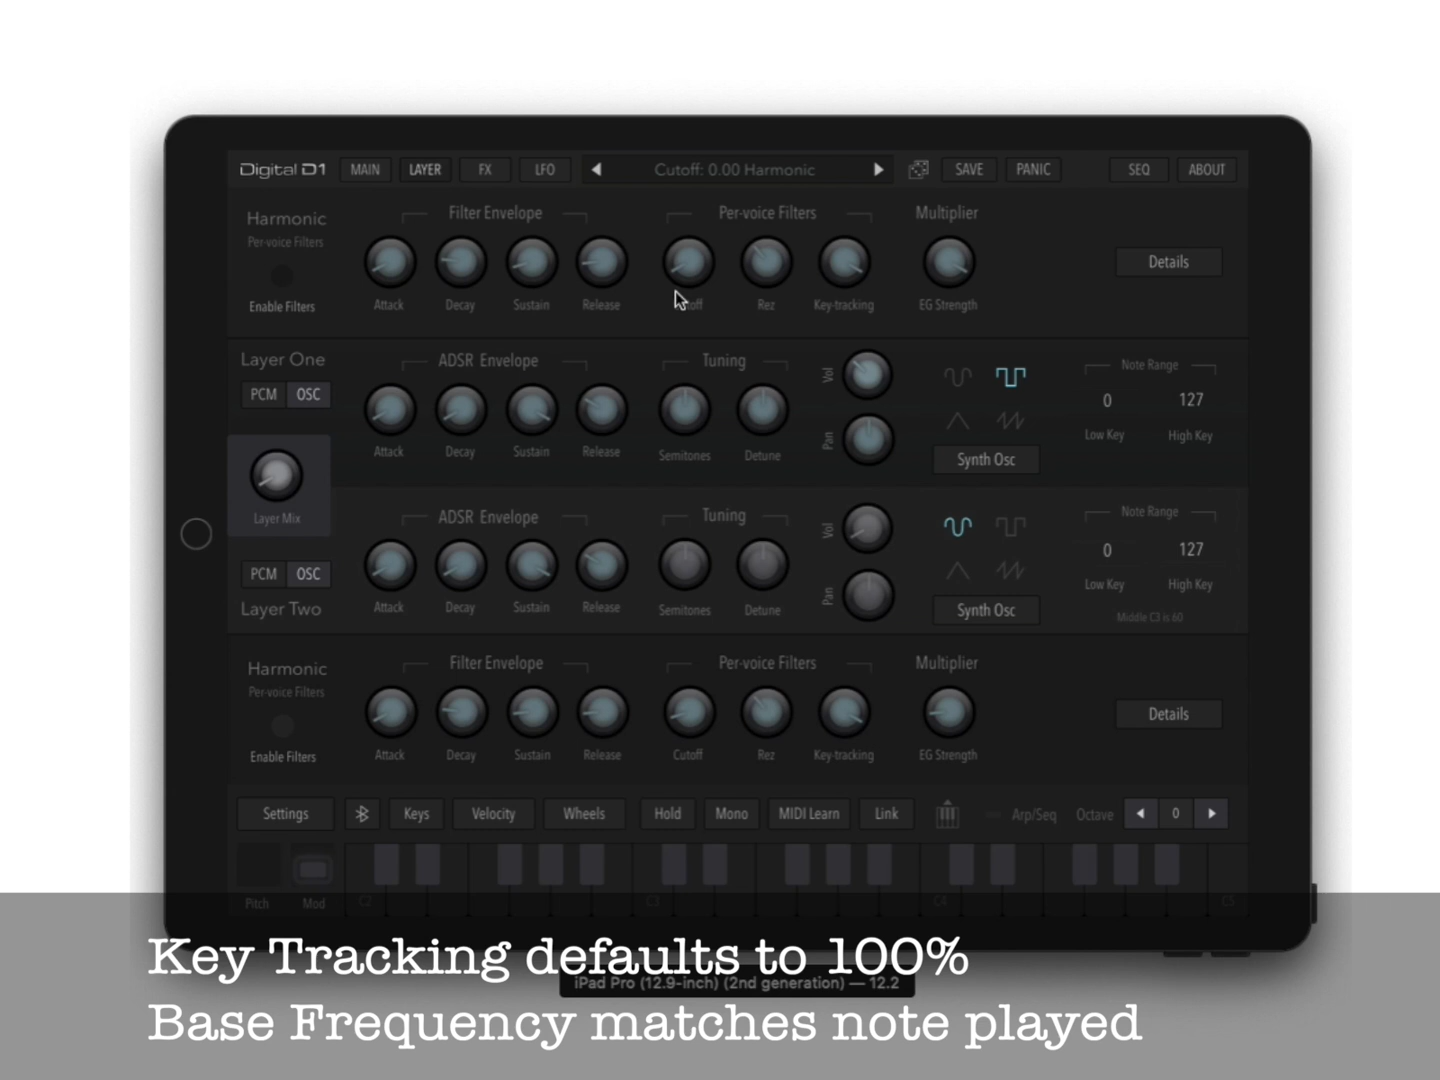 Digital D1 MAIN LAYER FX LFO Cutoff: 0.00 Harmonic SAVE PANIC SEQ ABOUT
Harmonic Filter Envelope Per-voice Filters Multiplier
Per-voice Filters
Details
Enable Filters Attack Decay Sustain Release Rez Key-tracking EG Strength
Layer One ADSR Envelope Tuning Vol Note Range
PCM OSC 0 127
Low Key High Key
Attack Decay Sustain Release Semitones Detune Pan Synth Osc
Layer Mix ADSR Envelope Tuning Vol Note Range
0 127
PCM OSC Low Key High Key
Layer Two Attack Decay Sustain Release Semitones Detune Pan Synth Osc Middle C3 is 60
Harmonic Filter Envelope Per-voice Filters Multiplier
Per-voice Filters
Details
Enable Filters Attack Decay Sustain Release Cutoff Rez Key-tracking EG Strength
Settings Keys Velocity Wheels Hold Mono MIDI Learn Link Arp/Seq Octave 0
Pitch Mod C2 C3 C4 C5
Key Tracking defaults to 100%
iPad Pro (12.9-inch) (2nd generation) — 12.2
Base Frequency matches note played